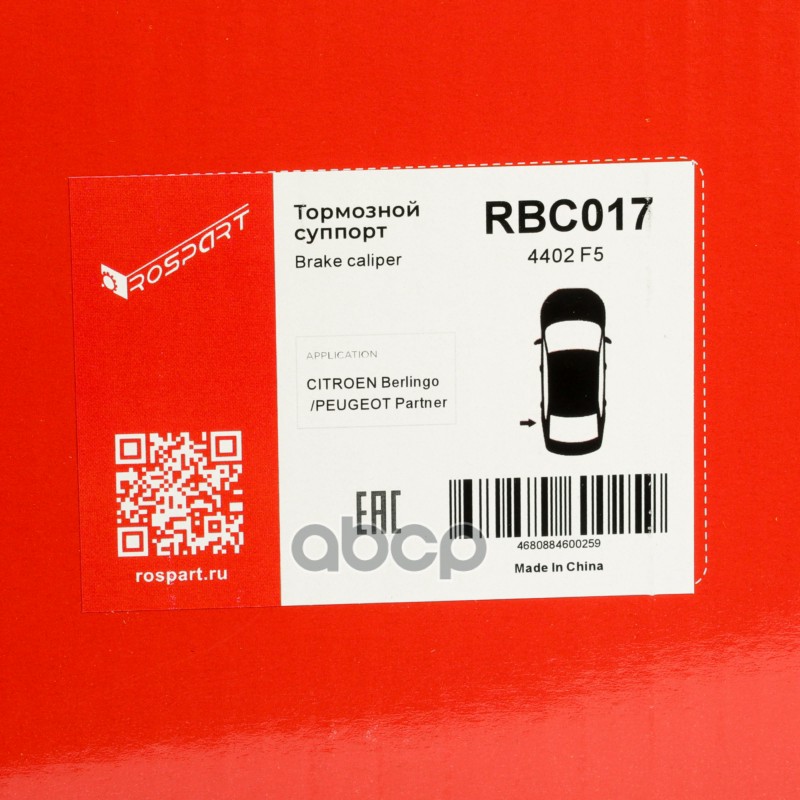 ROSPART
Тормозной
суппорт
Brake caliper
RBC017
4402 F5
APPLICATION
CITROEN Berlingo
/PEUGEOT Partner
EAC
abcp
4680884600259
Made In China
rospart.ru